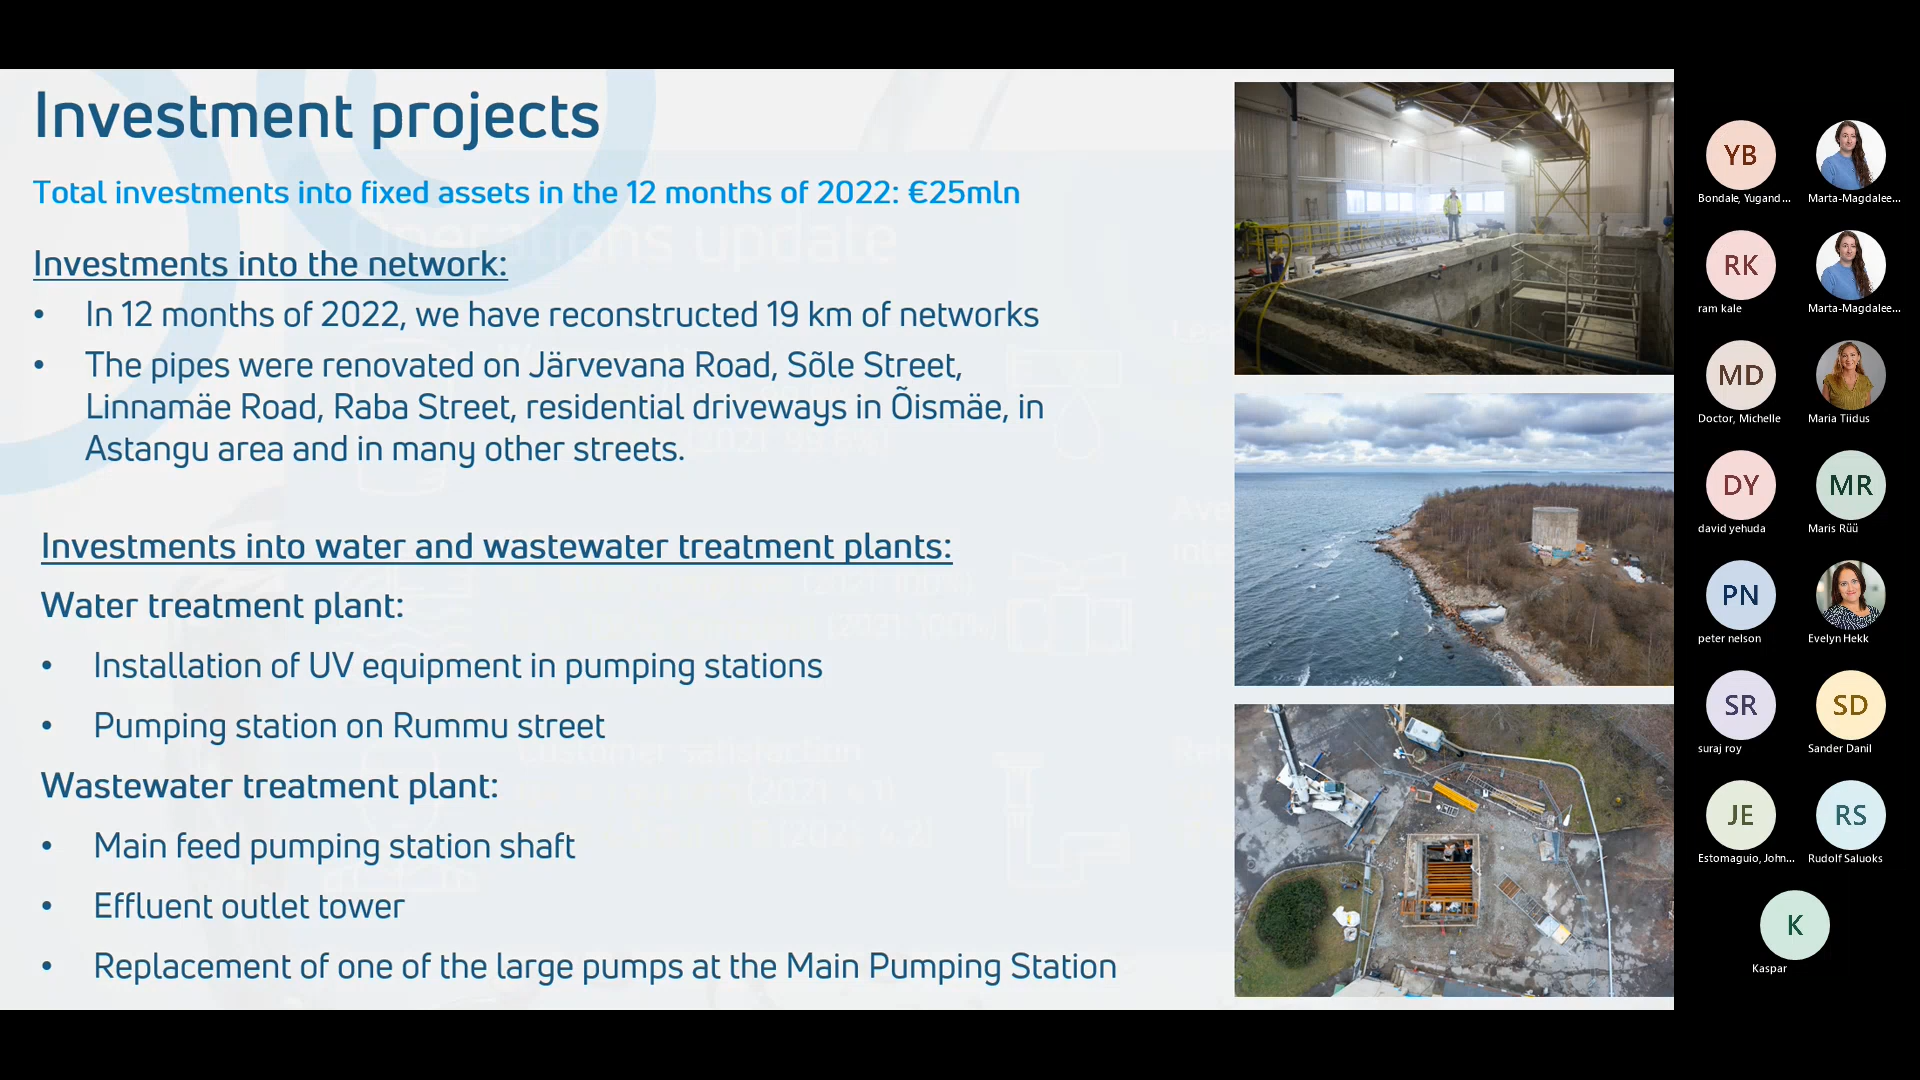 Investment projects
Total investments into fixed assets in the 12 months of 2022: €25mln
Investments into the network:
• In 12 months of 2022, we have reconstructed 19 km of networks
• The pipes were renovated on Järvevana Road, Sõle Street,
Linnamäe Road, Raba Street, residential driveways in Õismäe, in
Astangu area and in many other streets.
Investments into water and wastewater treatment plants:
Water treatment plant:
• Installation of UV equipment in pumping stations
• Pumping station on Rummu street
Wastewater treatment plant:
• Main feed pumping station shaft
• Effluent outlet tower
• Replacement of one of the large pumps at the Main Pumping Station
Operations update
Customer satisfaction
YB
Bondale, Yugand...
Marta-Magdalee...
RK
ram kale
Marta-Magdalee...
MD
Doctor, Michelle
Maria Tiidus
DY
david yehuda
MR
Maris Rüü
PN
peter nelson
Evelyn Hekk
SR
suraj roy
SD
Sander Danil
JE
Estomaguio, John...
RS
Rudolf Saluoks
K
Kaspar